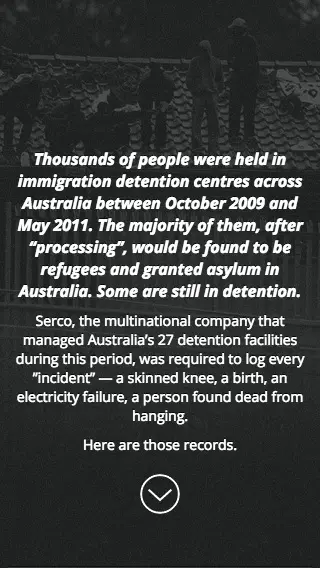 Thousands of people were held in
immigration detention centres across
Australia between October 2009 and
May 2011. The majority of them, after
“processing”, would be found to be
refugees and granted asylum in
Australia. Some are still in detention.
Serco, the multinational company that
managed Australia’s 27 detention facilities
during this period, was required to log every
“incident” — a skinned knee, a birth, an
electricity failure, a person found dead from
hanging.
Here are those records.